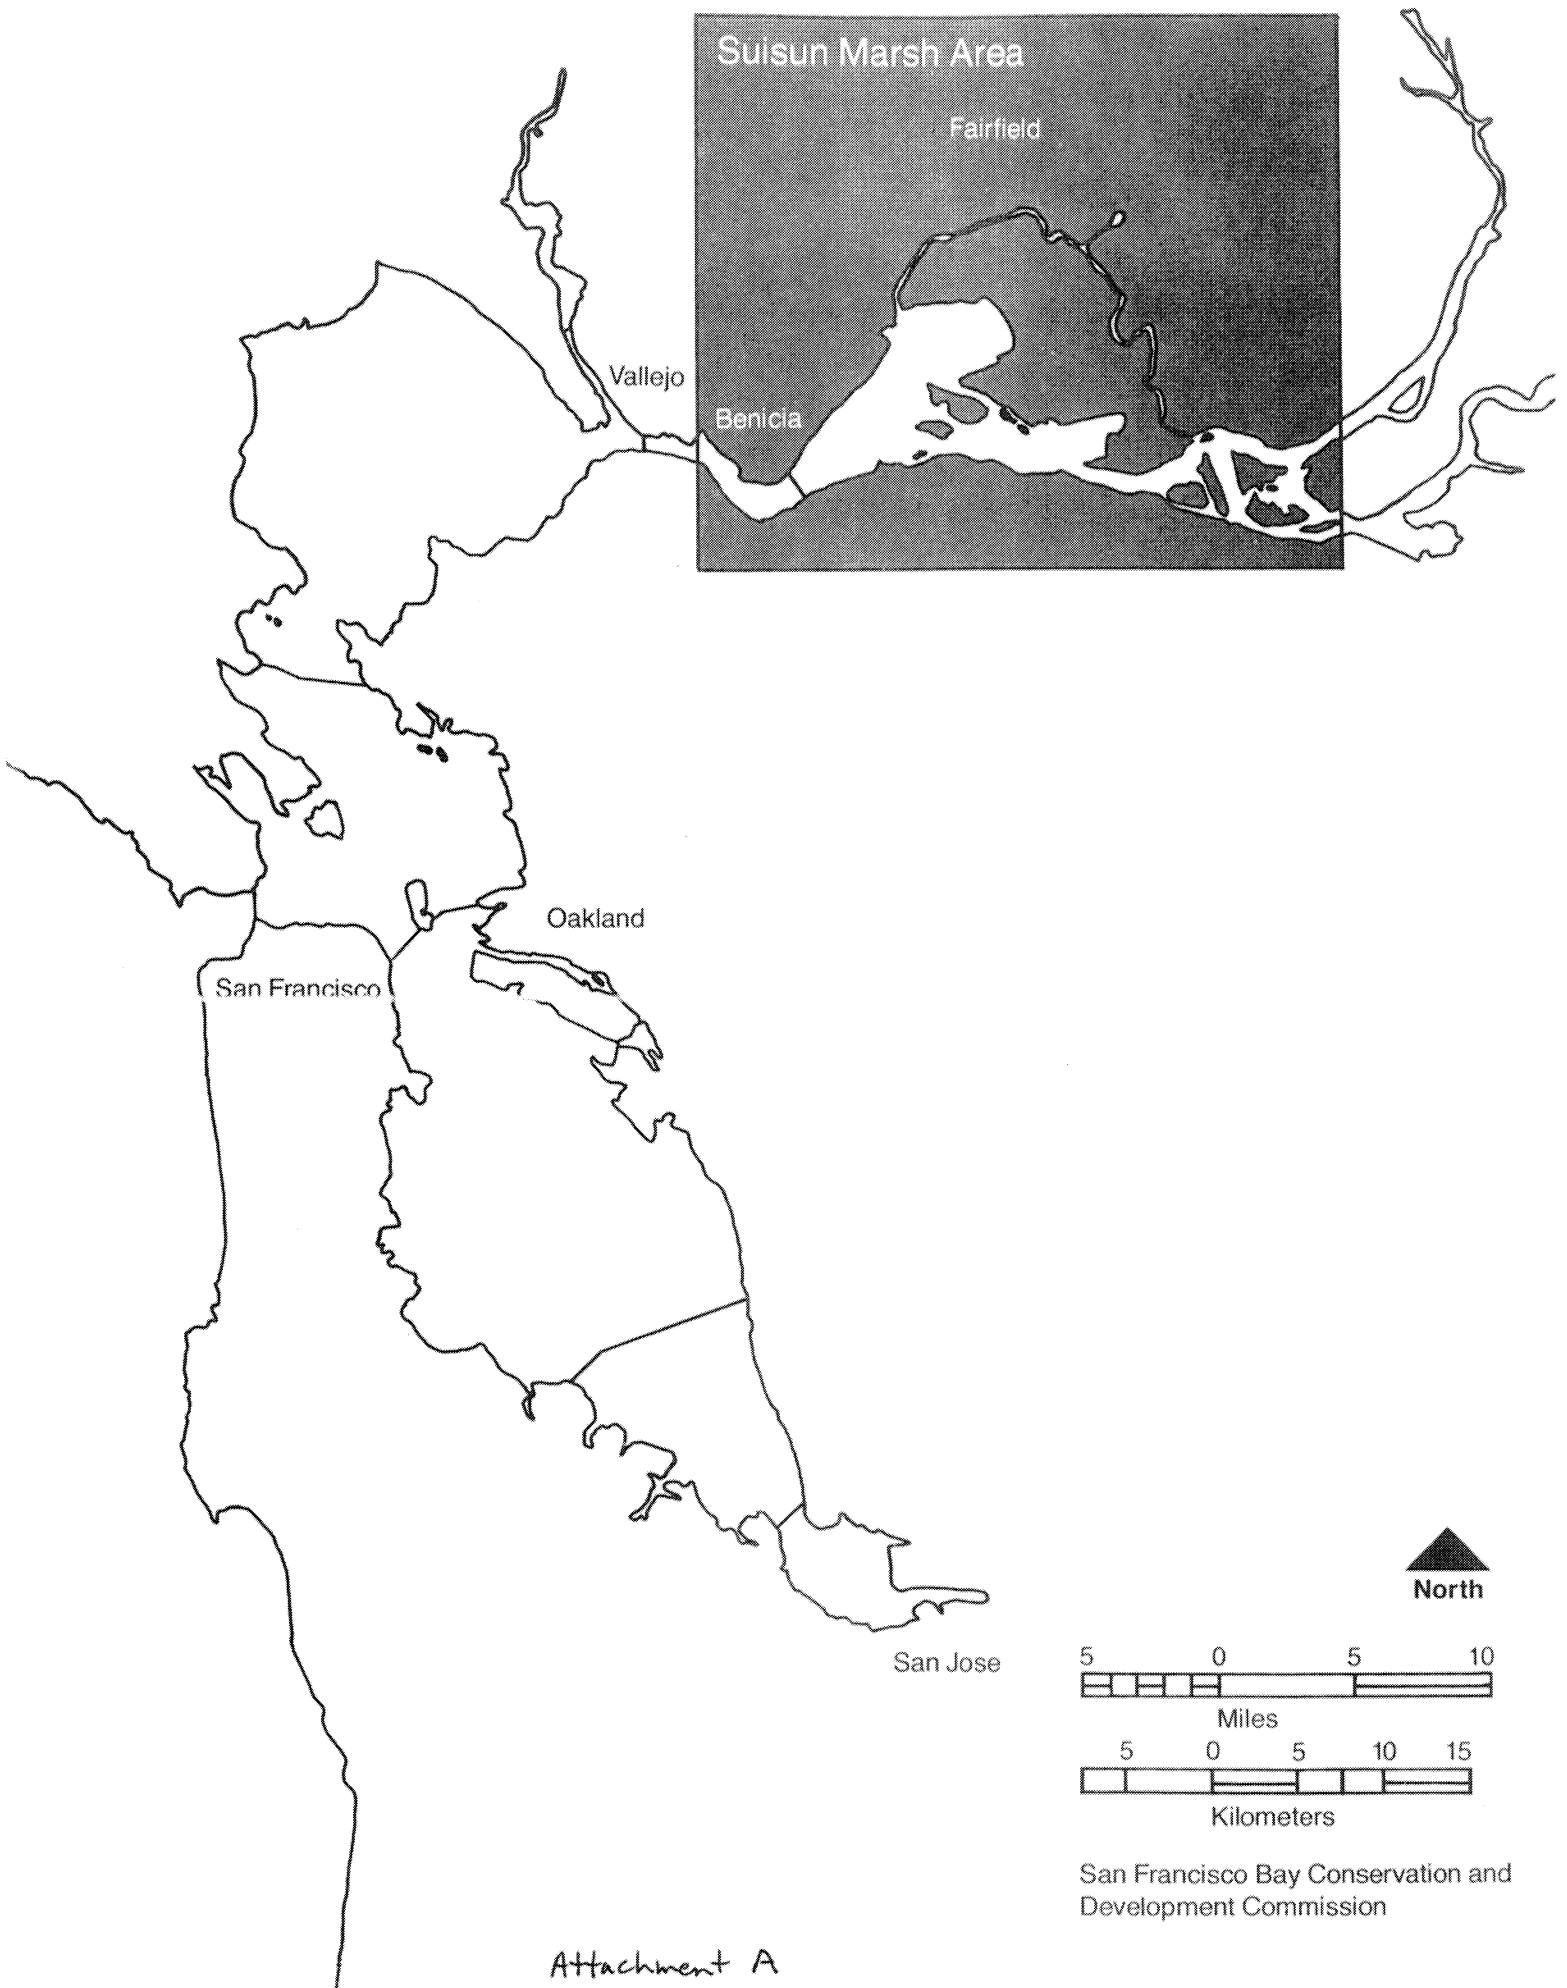 Suisun Marsh Area
Fairfield
Vallejo
Benicia
Oakland
San Francisco
North
San Jose
5 0 5 10
Miles
5 0 5 10 15
Kilometers
San Francisco Bay Conservation and
Development Commission
Attachment A